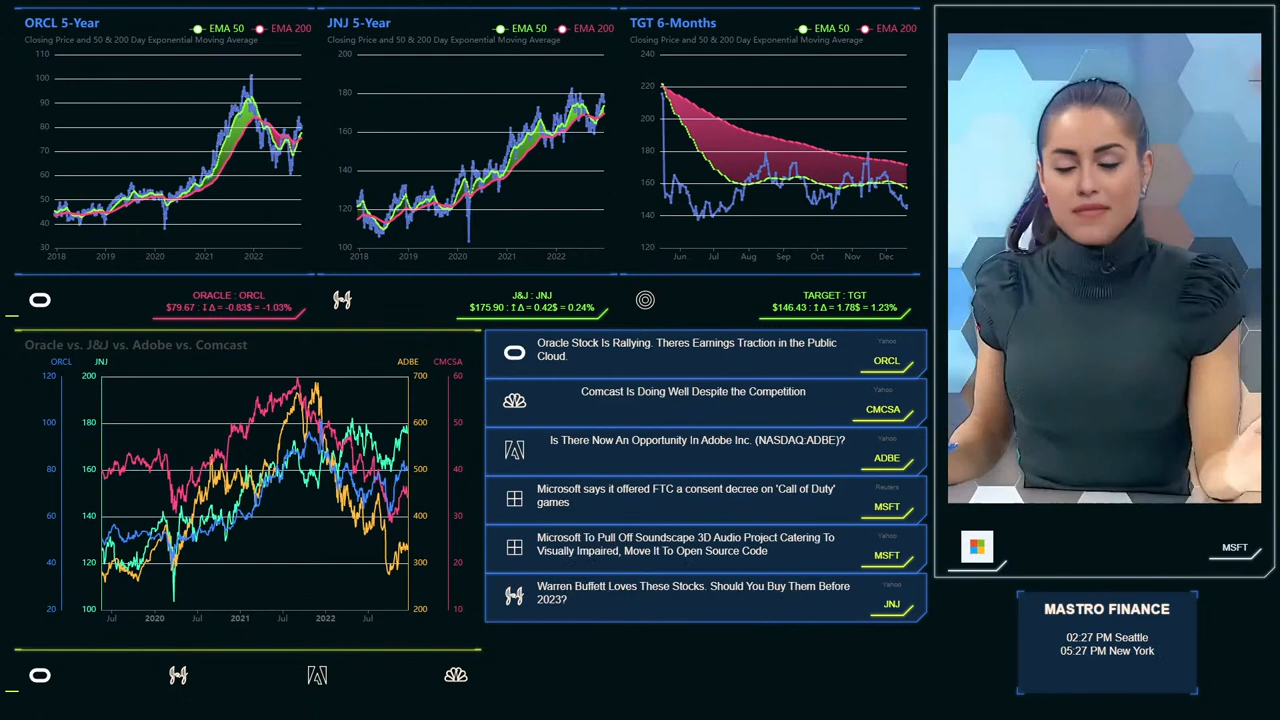 ORCL 5-Year
EMA 50
EMA 200
Closing Price and 50 & 200 Day Exponential Moving Average
110
100
90
80
70
60
50
40
30
2018
2019
2020
2021
2022
JNJ 5-Year
EMA 50
EMA 200
Closing Price and 50 & 200 Day Exponential Moving Average
200
180
160
140
120
100
2018
2019
2020
2021
2022
TGT 6-Months
EMA 50
EMA 200
Closing Price and 50 & 200 Day Exponential Moving Average
240
220
200
180
160
140
120
Jun
Jul
Aug
Sep
Oct
Nov
Dec
ORACLE : ORCL
$79.67 : ↕ Δ = -0.83$ = -1.03%
J&J : JNJ
$175.90 : ↕ Δ = 0.42$ = 0.24%
TARGET : TGT
$146.43 : ↕ Δ = 1.78$ = 1.23%
Oracle vs. J&J vs. Adobe vs. Comcast
ORCL
JNJ
ADBE
CMCSA
120
100
80
60
40
20
200
180
160
140
120
100
700
600
500
400
300
200
60
50
40
30
20
10
Jul
2020
Jul
2021
Jul
2022
Jul
Oracle Stock Is Rallying. Theres Earnings Traction in the Public
Cloud.
Yahoo
ORCL
Comcast Is Doing Well Despite the Competition
Yahoo
CMCSA
Is There Now An Opportunity In Adobe Inc. (NASDAQ:ADBE)?
Yahoo
ADBE
Microsoft says it offered FTC a consent decree on 'Call of Duty'
games
Reuters
MSFT
Microsoft To Pull Off Soundscape 3D Audio Project Catering To
Visually Impaired, Move It To Open Source Code
Yahoo
MSFT
Warren Buffett Loves These Stocks. Should You Buy Them Before
2023?
Yahoo
JNJ
MSFT
MASTRO FINANCE
02:27 PM Seattle
05:27 PM New York